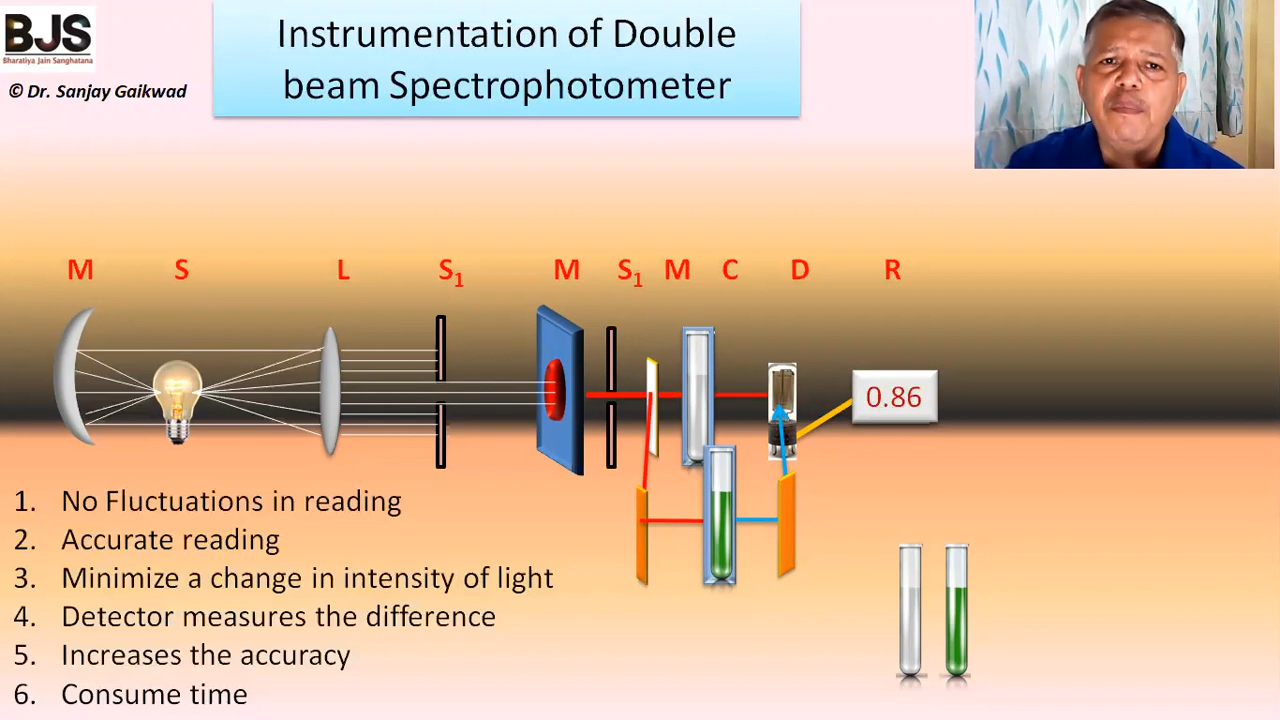 BJS
Bharatiya Jain Sanghatana
© Dr. Sanjay Gaikwad
Instrumentation of Double
beam Spectrophotometer
M S L S₁ M S₁ M C D R
0.86
1. No Fluctuations in reading
2. Accurate reading
3. Minimize a change in intensity of light
4. Detector measures the difference
5. Increases the accuracy
6. Consume time